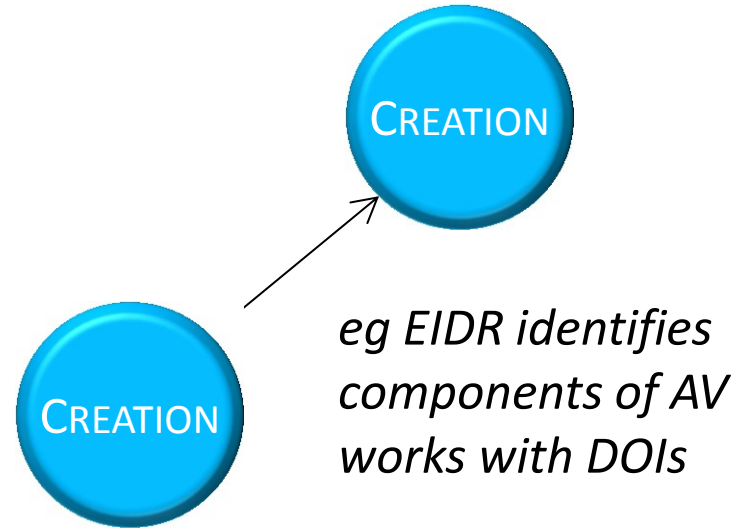 CREATION
eg EIDR identifies
components of AV
works with DOIs
CREATION